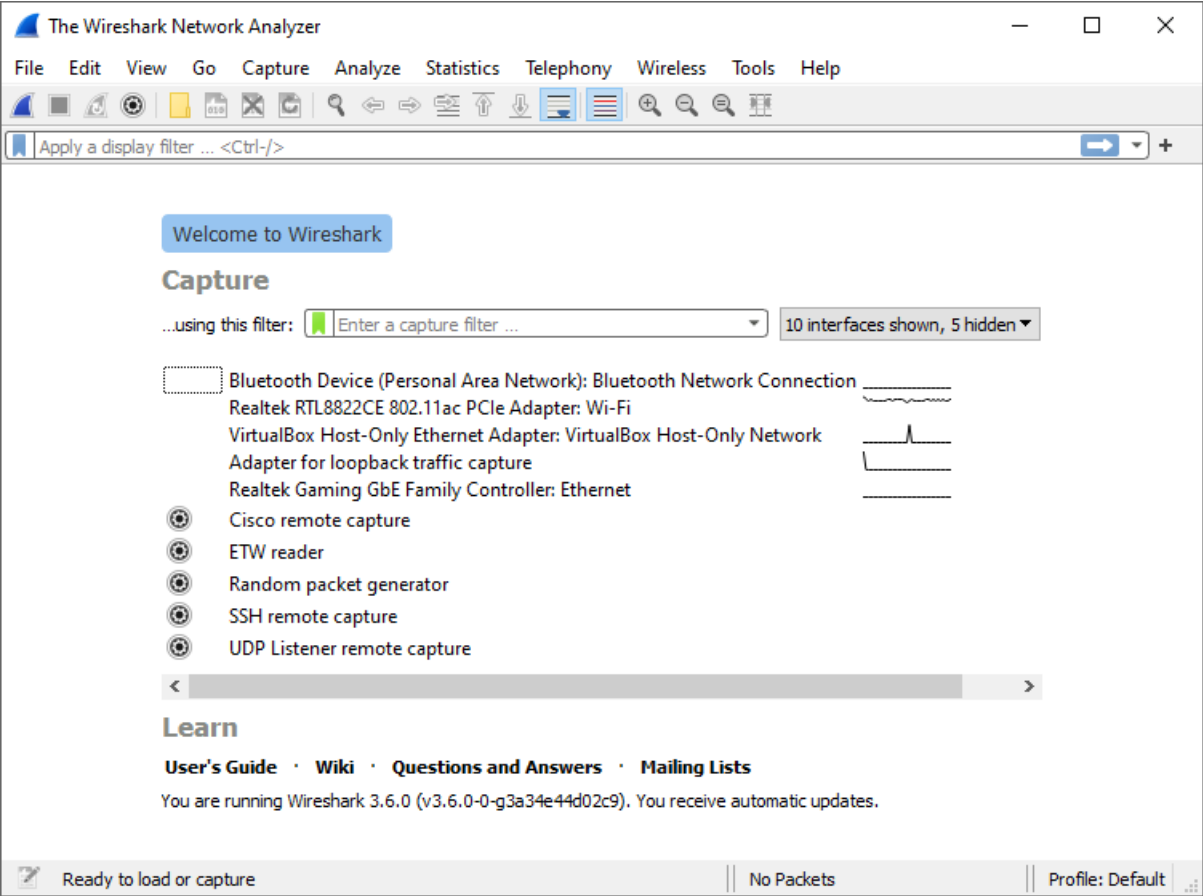 The Wireshark Network Analyzer
File Edit View Go Capture Analyze Statistics Telephony Wireless Tools Help
Apply a display filter ... <Ctrl-/>
Welcome to Wireshark
Capture
...using this filter: Enter a capture filter ... 10 interfaces shown, 5 hidden
Bluetooth Device (Personal Area Network): Bluetooth Network Connection
Realtek RTL8822CE 802.11ac PCIe Adapter: Wi-Fi
VirtualBox Host-Only Ethernet Adapter: VirtualBox Host-Only Network
Adapter for loopback traffic capture
Realtek Gaming GbE Family Controller: Ethernet
Cisco remote capture
ETW reader
Random packet generator
SSH remote capture
UDP Listener remote capture
Learn
User's Guide · Wiki · Questions and Answers · Mailing Lists
You are running Wireshark 3.6.0 (v3.6.0-0-g3a34e44d02c9). You receive automatic updates.
Ready to load or capture No Packets Profile: Default